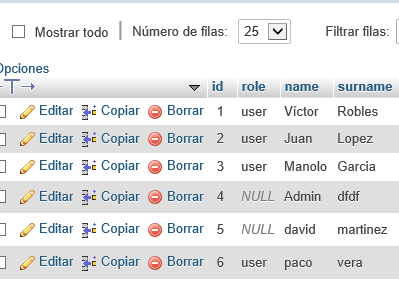 Mostrar todo Número de filas: 25 Filtrar filas:
Opciones
←T→ id role name surname
Editar Copiar Borrar 1 user Víctor Robles
Editar Copiar Borrar 2 user Juan Lopez
Editar Copiar Borrar 3 user Manolo Garcia
Editar Copiar Borrar 4 NULL Admin dfdf
Editar Copiar Borrar 5 NULL david martinez
Editar Copiar Borrar 6 user paco vera